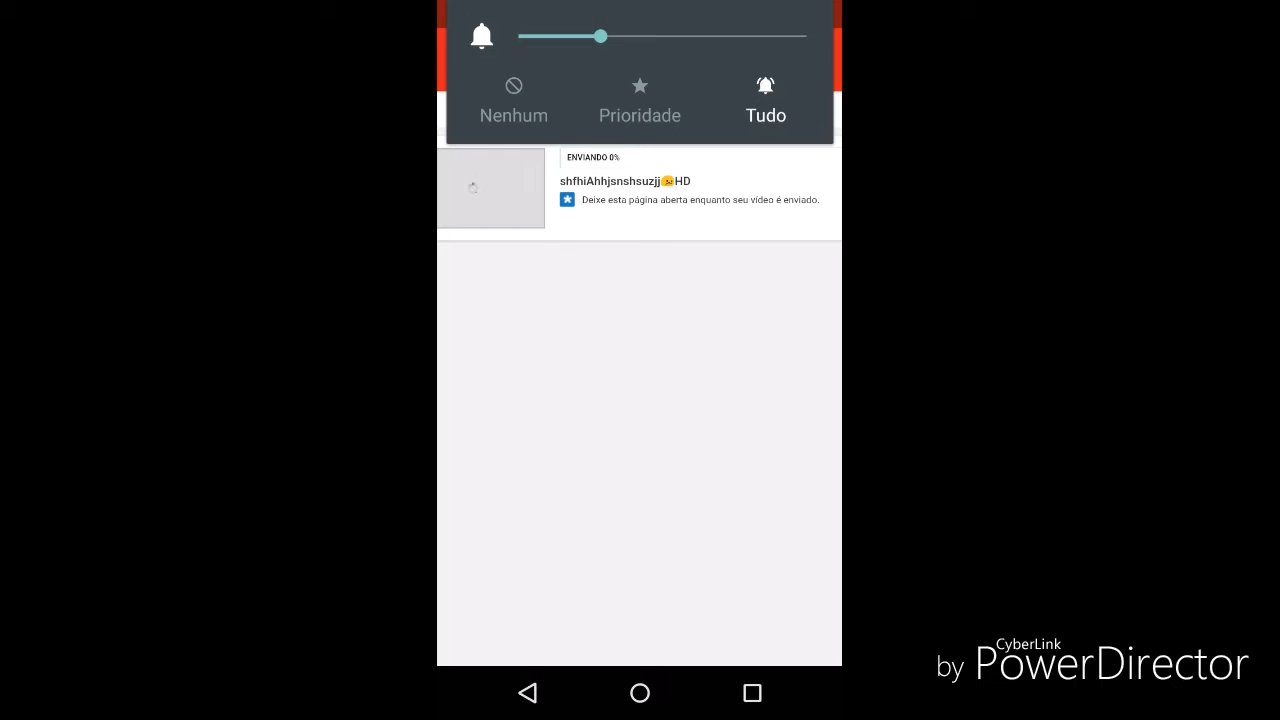 Nenhum
Prioridade
Tudo
ENVIANDO 0%
shfhiAhhjsnshsuzjj😕HD
Deixe esta página aberta enquanto seu vídeo é enviado.
CyberLink
by PowerDirector